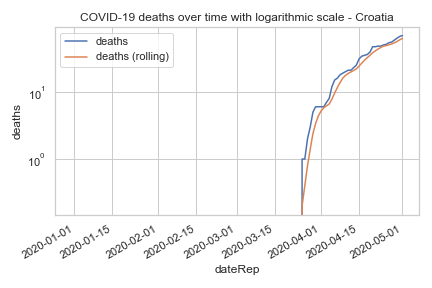 COVID-19 deaths over time with logarithmic scale - Croatia
deaths
deaths (rolling)
deaths
10¹
10⁰
2020-01-01
2020-01-15
2020-02-01
2020-02-15
2020-03-01
2020-03-15
2020-04-01
2020-04-15
2020-05-01
dateRep